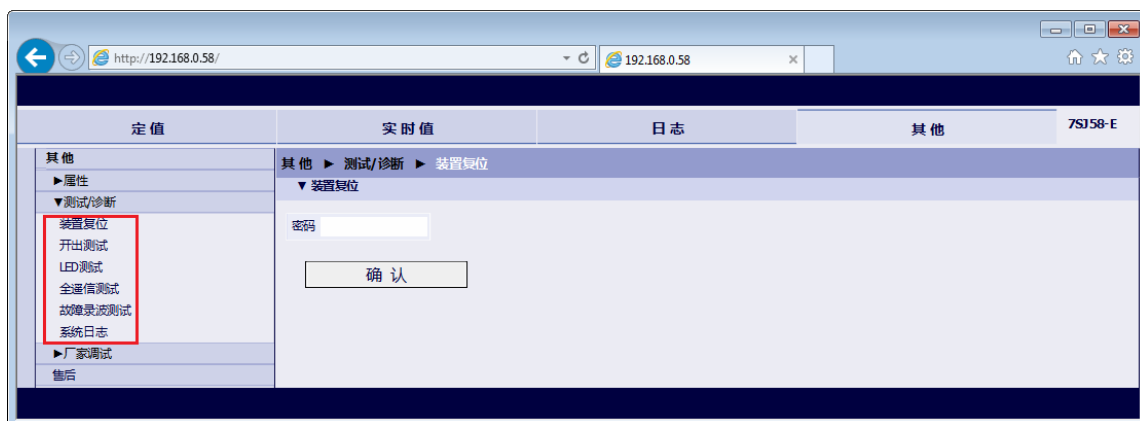 http://192.168.0.58/
192.168.0.58
定值 实时值 日志 其他 7SJ58-E
其他
►属性
▼测试/诊断
装置复位
开出测试
LED测试
全遥信测试
故障录波测试
系统日志
►厂家调试
售后
其他 ► 测试/诊断 ► 装置复位
▼ 装置复位
密码
确认